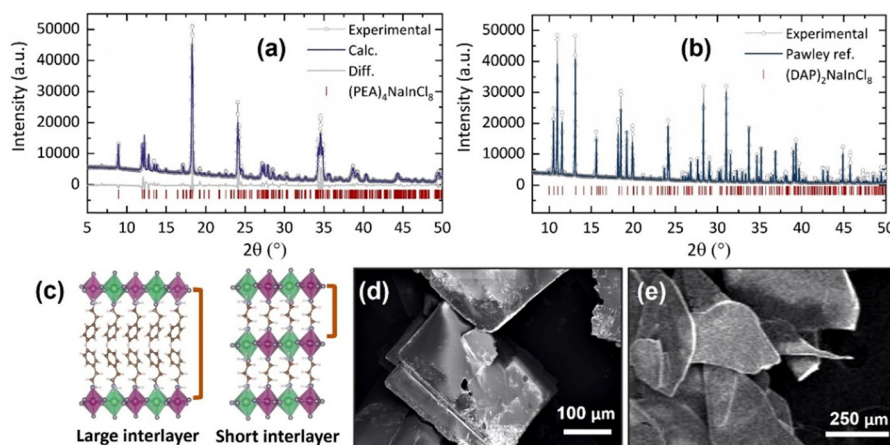 (a)
Experimental
Calc.
Diff.
(PEA)₄NaInCl₈
Intensity (a.u.)
50000
40000
30000
20000
10000
0
5 10 15 20 25 30 35 40 45 50
2θ (°)
(b)
Experimental
Pawley ref.
(DAP)₂NaInCl₈
Intensity (a.u.)
50000
40000
30000
20000
10000
0
10 15 20 25 30 35 40 45 50
2θ (°)
(c)
Large interlayer
Short interlayer
(d)
100 µm
(e)
250 µm